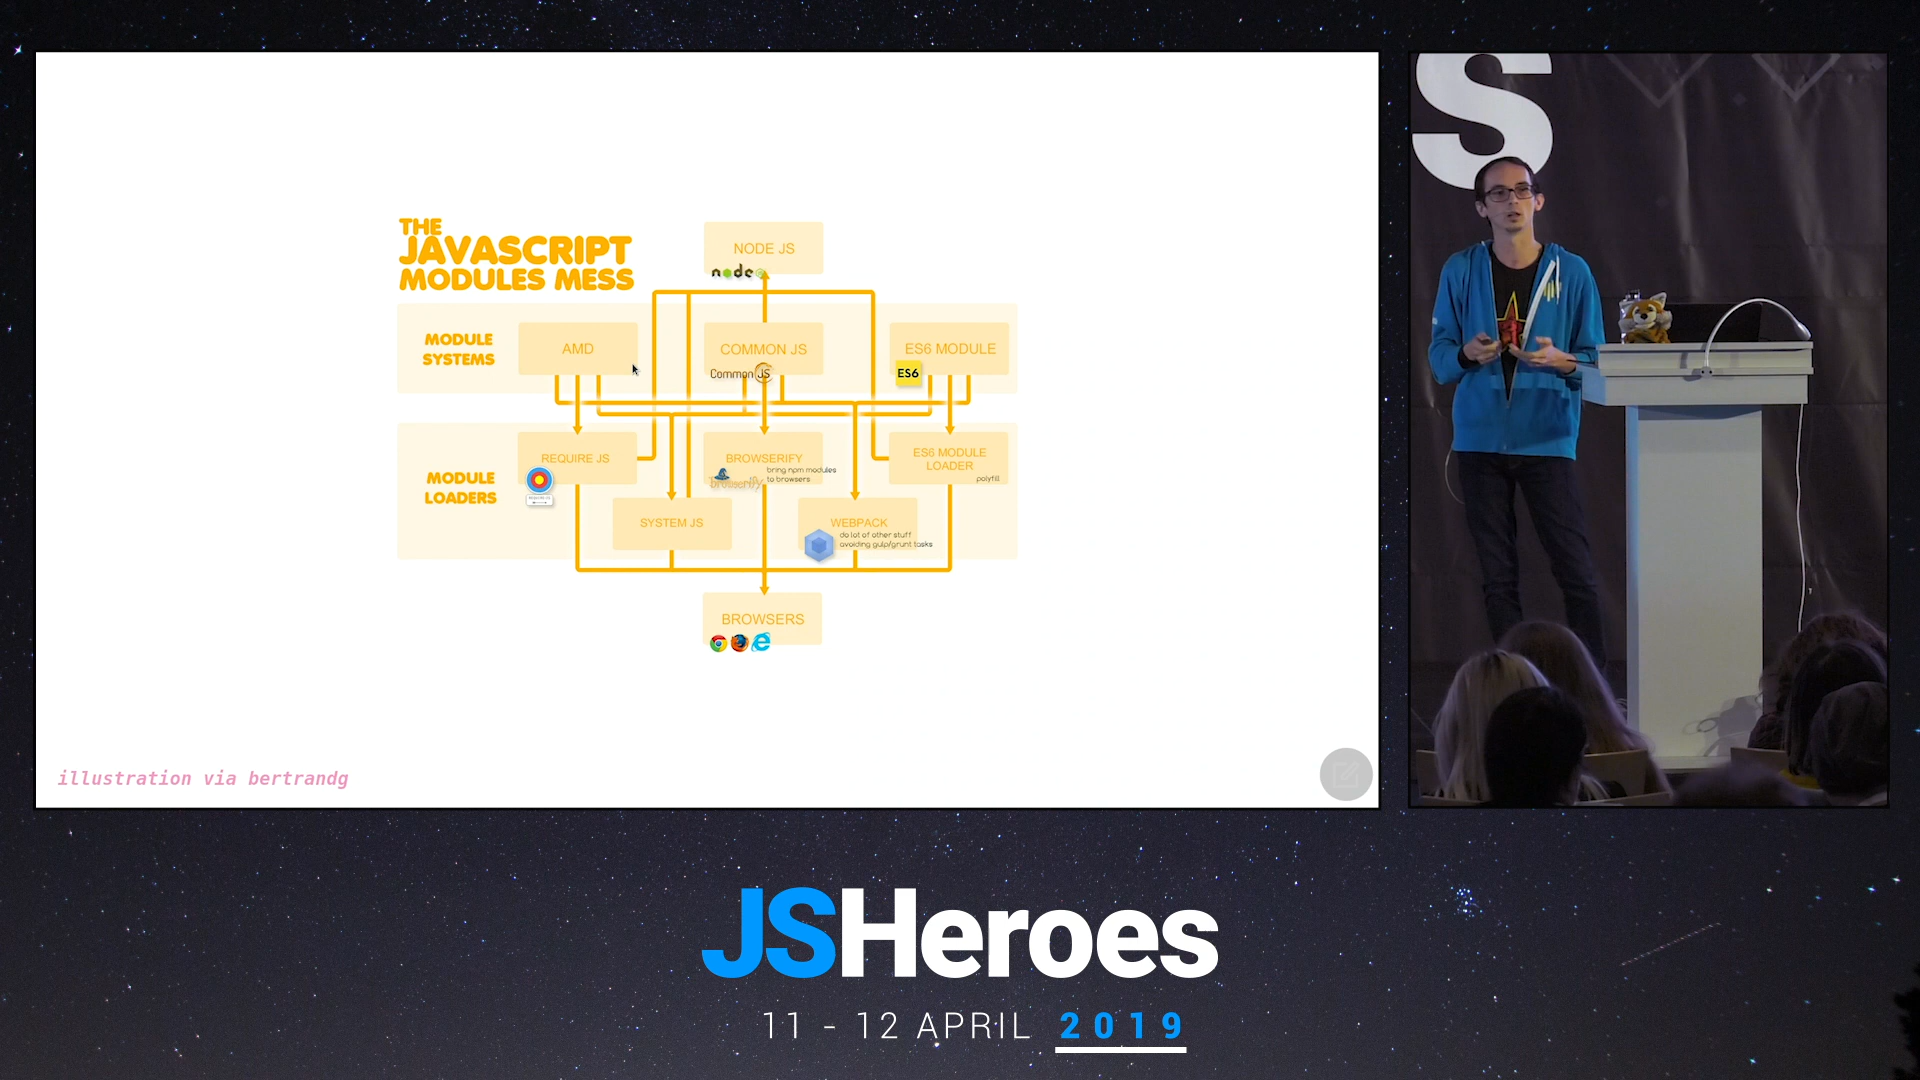 THE
JAVASCRIPT
MODULES MESS
NODE JS
node
MODULE
SYSTEMS
AMD
COMMON JS
CommonJS
ES6 MODULE
ES6
MODULE
LOADERS
REQUIRE JS
BROWSERIFY
bring npm modules
to browsers
browserify
ES6 MODULE
LOADER
polyfill
SYSTEM JS
WEBPACK
do lot of other stuff
avoiding gulp/grunt tasks
BROWSERS
illustration via bertrandg
S
JSHeroes
11 - 12 APRIL 2019